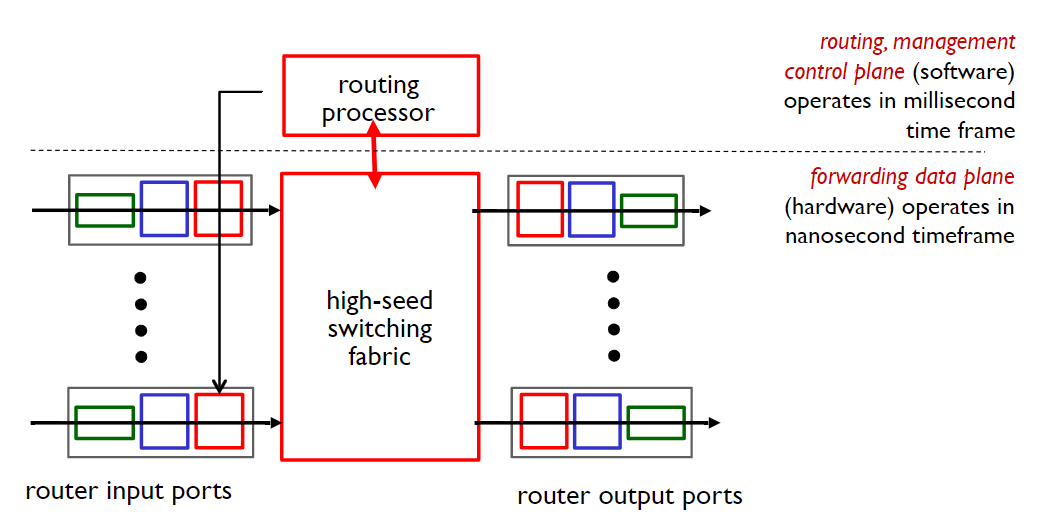 routing
processor
routing, management
control plane (software)
operates in millisecond
time frame
forwarding data plane
(hardware) operates in
nanosecond timeframe
high-seed
switching
fabric
router input ports
router output ports